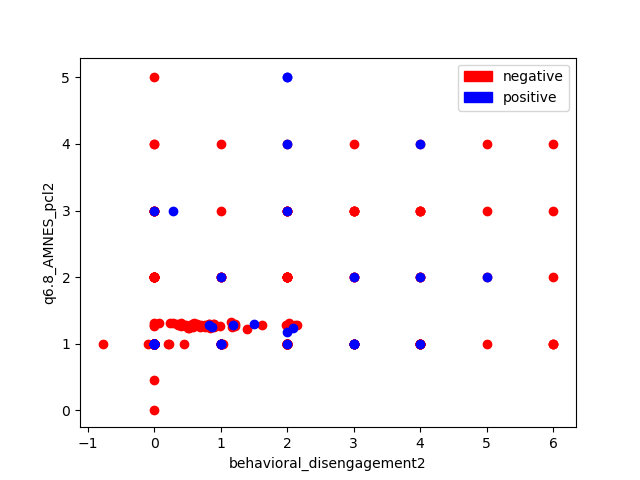 negative
positive
5
4
3
2
1
0
q6.8_AMNES_pcl2
−1 0 1 2 3 4 5 6
behavioral_disengagement2